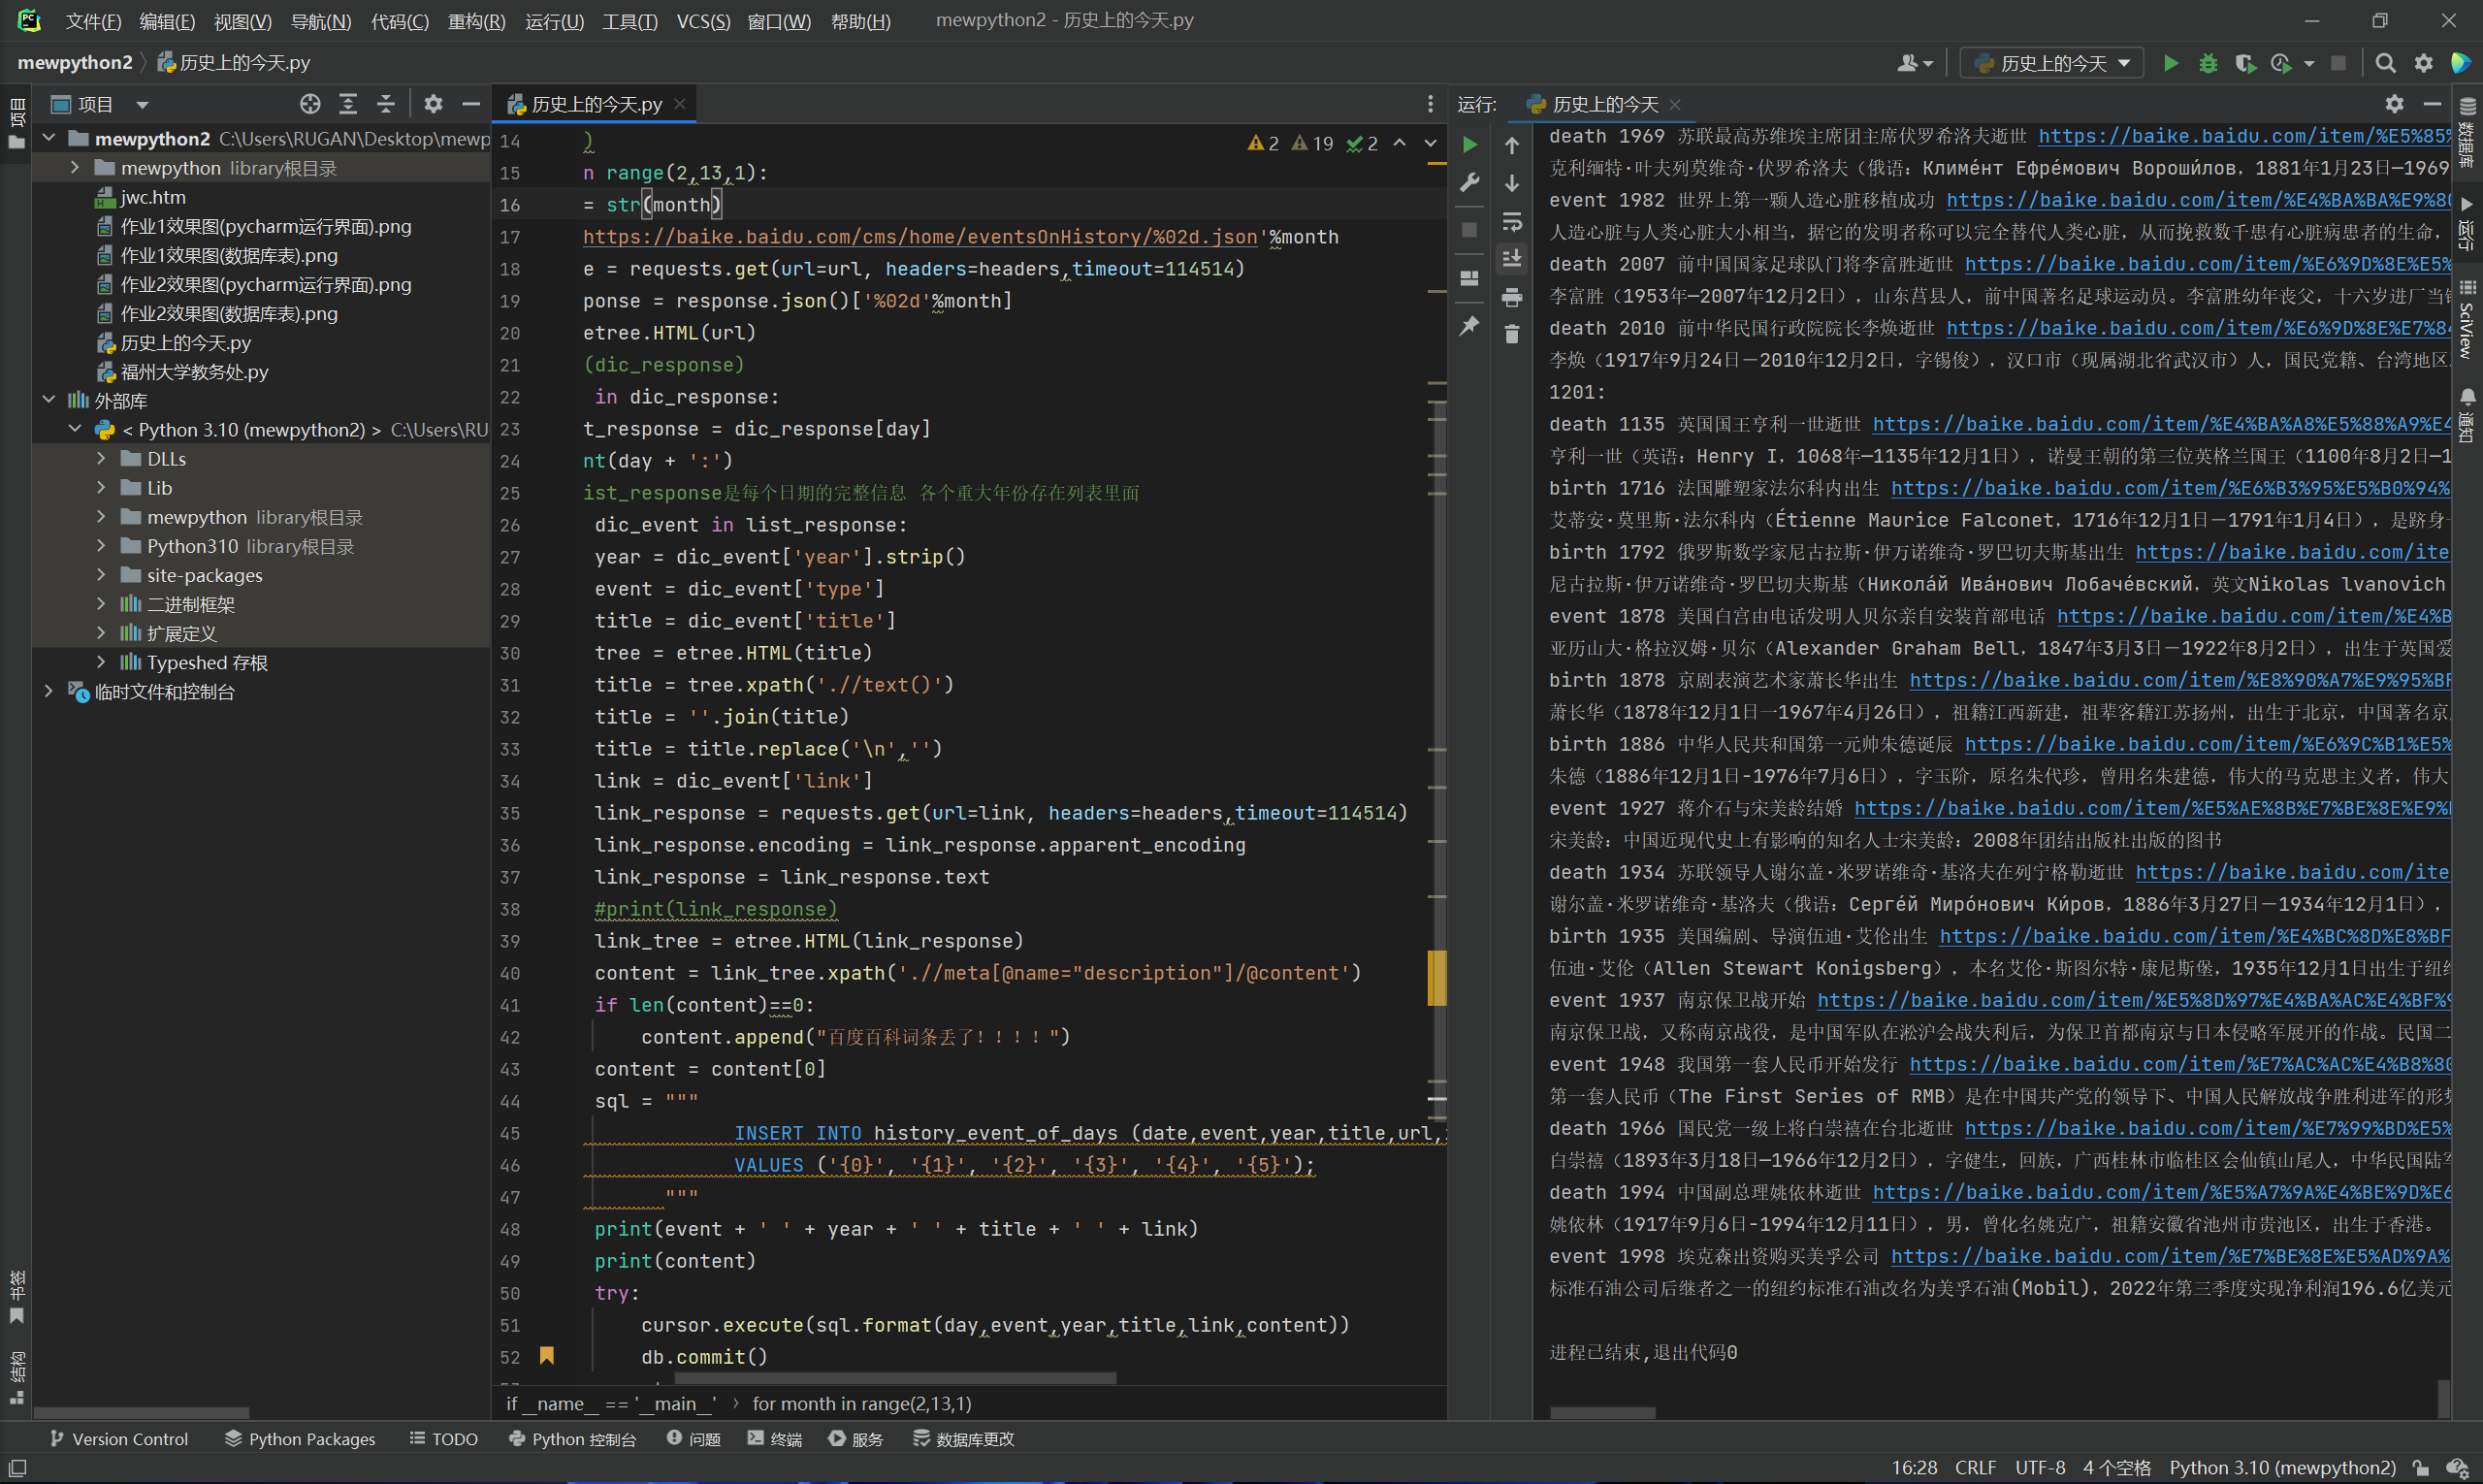 文件(F) 编辑(E) 视图(V) 导航(N) 代码(C) 重构(R) 运行(U) 工具(T) VCS(S) 窗口(W) 帮助(H) mewpython2 - 历史上的今天.py
mewpython2 历史上的今天.py
历史上的今天
项目
项目
mewpython2 C:\Users\RUGAN\Desktop\mewp
mewpython library根目录
jwc.htm
作业1效果图(pycharm运行界面).png
作业1效果图(数据库表).png
作业2效果图(pycharm运行界面).png
作业2效果图(数据库表).png
历史上的今天.py
福州大学教务处.py
外部库
< Python 3.10 (mewpython2) > C:\Users\RU
DLLs
Lib
mewpython library根目录
Python310 library根目录
site-packages
二进制框架
扩展定义
Typeshed 存根
临时文件和控制台
书签
结构
历史上的今天.py
2 19 2
14 )
15 n range(2,13,1):
16 = str(month)
17 https://baike.baidu.com/cms/home/eventsOnHistory/%02d.json'%month
18 e = requests.get(url=url, headers=headers,timeout=114514)
19 ponse = response.json()['%02d'%month]
20 etree.HTML(url)
21 (dic_response)
22 in dic_response:
23 t_response = dic_response[day]
24 nt(day + ':')
25 ist_response是每个日期的完整信息 各个重大年份存在列表里面
26 dic_event in list_response:
27 year = dic_event['year'].strip()
28 event = dic_event['type']
29 title = dic_event['title']
30 tree = etree.HTML(title)
31 title = tree.xpath('.//text()')
32 title = ''.join(title)
33 title = title.replace('\n','')
34 link = dic_event['link']
35 link_response = requests.get(url=link, headers=headers,timeout=114514)
36 link_response.encoding = link_response.apparent_encoding
37 link_response = link_response.text
38 #print(link_response)
39 link_tree = etree.HTML(link_response)
40 content = link_tree.xpath('.//meta[@name="description"]/@content')
41 if len(content)==0:
42 content.append("百度百科词条丢了！！！！")
43 content = content[0]
44 sql = """
45 INSERT INTO history_event_of_days (date,event,year,title,url,
46 VALUES ('{0}', '{1}', '{2}', '{3}', '{4}', '{5}');
47 """
48 print(event + ' ' + year + ' ' + title + ' ' + link)
49 print(content)
50 try:
51 cursor.execute(sql.format(day,event,year,title,link,content))
52 db.commit()
if __name__ == '__main__' › for month in range(2,13,1)
运行: 历史上的今天
death 1969 苏联最高苏维埃主席团主席伏罗希洛夫逝世 https://baike.baidu.com/item/%E5%85%
克利缅特·叶夫列莫维奇·伏罗希洛夫（俄语：Климе́нт Ефре́мович Вороши́лов，1881年1月23日—1969
event 1982 世界上第一颗人造心脏移植成功 https://baike.baidu.com/item/%E4%BA%BA%E9%80
人造心脏与人类心脏大小相当，据它的发明者称可以完全替代人类心脏，从而挽救数千患有心脏病患者的生命，
death 2007 前中国国家足球队门将李富胜逝世 https://baike.baidu.com/item/%E6%9D%8E%E5%
李富胜（1953年—2007年12月2日），山东莒县人，前中国著名足球运动员。李富胜幼年丧父，十六岁进厂当
death 2010 前中华民国行政院院长李焕逝世 https://baike.baidu.com/item/%E6%9D%8E%E7%84
李焕（1917年9月24日－2010年12月2日，字锡俊），汉口市（现属湖北省武汉市）人，国民党籍、台湾地区
1201:
death 1135 英国国王亨利一世逝世 https://baike.baidu.com/item/%E4%BA%A8%E5%88%A9%E4
亨利一世（英语：Henry I，1068年—1135年12月1日），诺曼王朝的第三位英格兰国王（1100年8月2日—1
birth 1716 法国雕塑家法尔科内出生 https://baike.baidu.com/item/%E6%B3%95%E5%B0%94%
艾蒂安·莫里斯·法尔科内（Étienne Maurice Falconet，1716年12月1日－1791年1月4日），是跻身
birth 1792 俄罗斯数学家尼古拉斯·伊万诺维奇·罗巴切夫斯基出生 https://baike.baidu.com/ite
尼古拉斯·伊万诺维奇·罗巴切夫斯基（Никола́й Ива́нович Лобаче́вский，英文Nikolas lvanovich
event 1878 美国白宫由电话发明人贝尔亲自安装首部电话 https://baike.baidu.com/item/%E4%B
亚历山大·格拉汉姆·贝尔（Alexander Graham Bell，1847年3月3日－1922年8月2日），出生于英国爱
birth 1878 京剧表演艺术家萧长华出生 https://baike.baidu.com/item/%E8%90%A7%E9%95%BF
萧长华（1878年12月1日一1967年4月26日），祖籍江西新建，祖辈客籍江苏扬州，出生于北京，中国著名京
birth 1886 中华人民共和国第一元帅朱德诞辰 https://baike.baidu.com/item/%E6%9C%B1%E5%
朱德（1886年12月1日-1976年7月6日），字玉阶，原名朱代珍，曾用名朱建德，伟大的马克思主义者，伟大
event 1927 蒋介石与宋美龄结婚 https://baike.baidu.com/item/%E5%AE%8B%E7%BE%8E%E9%
宋美龄：中国近现代史上有影响的知名人士宋美龄：2008年团结出版社出版的图书
death 1934 苏联领导人谢尔盖·米罗诺维奇·基洛夫在列宁格勒逝世 https://baike.baidu.com/ite
谢尔盖·米罗诺维奇·基洛夫（俄语：Серге́й Миро́нович Ки́ров，1886年3月27日－1934年12月1日），
birth 1935 美国编剧、导演伍迪·艾伦出生 https://baike.baidu.com/item/%E4%BC%8D%E8%BF
伍迪·艾伦（Allen Stewart Konigsberg），本名艾伦·斯图尔特·康尼斯堡，1935年12月1日出生于纽约
event 1937 南京保卫战开始 https://baike.baidu.com/item/%E5%8D%97%E4%BA%AC%E4%BF%9
南京保卫战，又称南京战役，是中国军队在淞沪会战失利后，为保卫首都南京与日本侵略军展开的作战。民国二
event 1948 我国第一套人民币开始发行 https://baike.baidu.com/item/%E7%AC%AC%E4%B8%80
第一套人民币（The First Series of RMB）是在中国共产党的领导下、中国人民解放战争胜利进军的形势
death 1966 国民党一级上将白崇禧在台北逝世 https://baike.baidu.com/item/%E7%99%BD%E5%
白崇禧（1893年3月18日—1966年12月2日），字健生，回族，广西桂林市临桂区会仙镇山尾人，中华民国陆军
death 1994 中国副总理姚依林逝世 https://baike.baidu.com/item/%E5%A7%9A%E4%BE%9D%E6
姚依林（1917年9月6日-1994年12月11日），男，曾化名姚克广，祖籍安徽省池州市贵池区，出生于香港。
event 1998 埃克森出资购买美孚公司 https://baike.baidu.com/item/%E7%BE%8E%E5%AD%9A%
标准石油公司后继者之一的纽约标准石油改名为美孚石油(Mobil)，2022年第三季度实现净利润196.6亿美元
进程已结束,退出代码0
数据库
运行
SciView
通知
Version Control Python Packages TODO Python 控制台 问题 终端 服务 数据库更改
16:28 CRLF UTF-8 4 个空格 Python 3.10 (mewpython2)